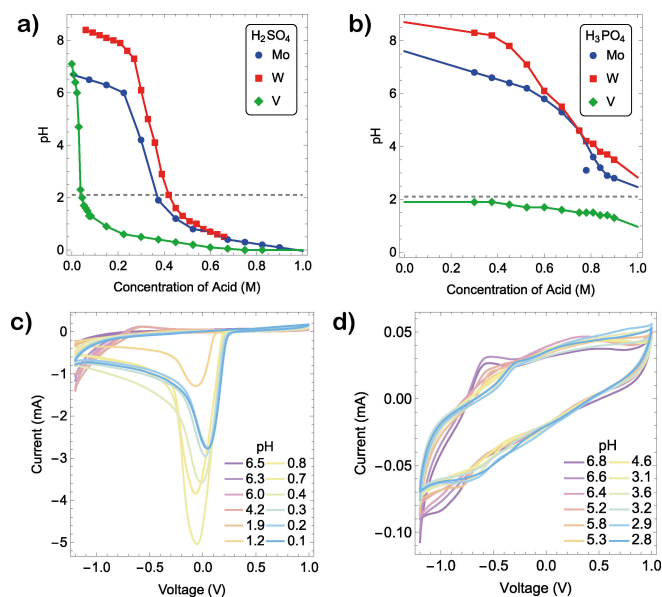 a)
H₂SO₄
Mo
W
V
pH
8
6
4
2
0
0.0 0.2 0.4 0.6 0.8 1.0
Concentration of Acid (M)
b)
H₃PO₄
Mo
W
V
pH
8
6
4
2
0
0.0 0.2 0.4 0.6 0.8 1.0
Concentration of Acid (M)
c)
Current (mA)
0
−1
−2
−3
−4
−5
pH
6.5 0.8
6.3 0.7
6.0 0.4
4.2 0.3
1.9 0.2
1.2 0.1
−1.0 −0.5 0.0 0.5 1.0
Voltage (V)
d)
Current (mA)
0.05
0.00
−0.05
−0.10
pH
6.8 4.6
6.6 3.1
6.4 3.6
5.2 3.2
5.8 2.9
5.3 2.8
−1.0 −0.5 0.0 0.5 1.0
Voltage (V)